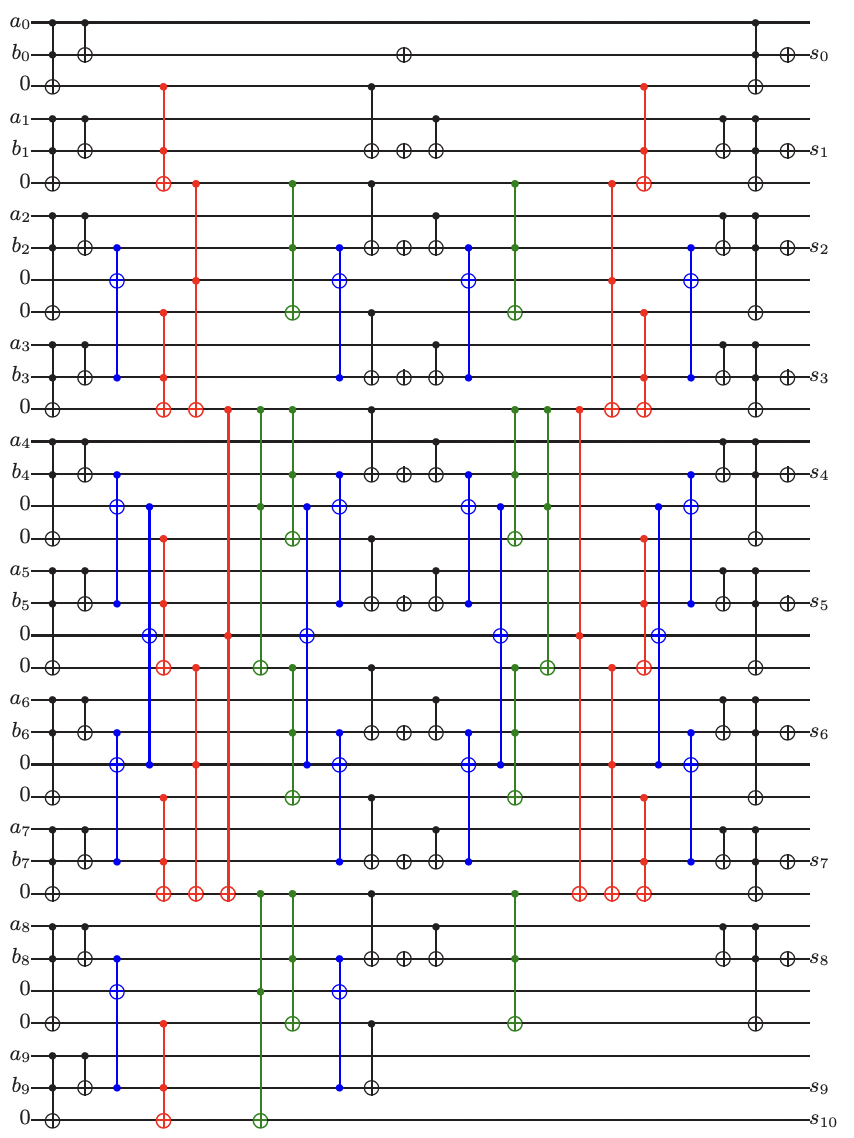 a₀
b₀ s₀
0
a₁
b₁ s₁
0
a₂
b₂ s₂
0
0
a₃
b₃ s₃
0
a₄
b₄ s₄
0
0
a₅
b₅ s₅
0
0
a₆
b₆ s₆
0
0
a₇
b₇ s₇
0
a₈
b₈ s₈
0
0
a₉
b₉ s₉
0 s₁₀